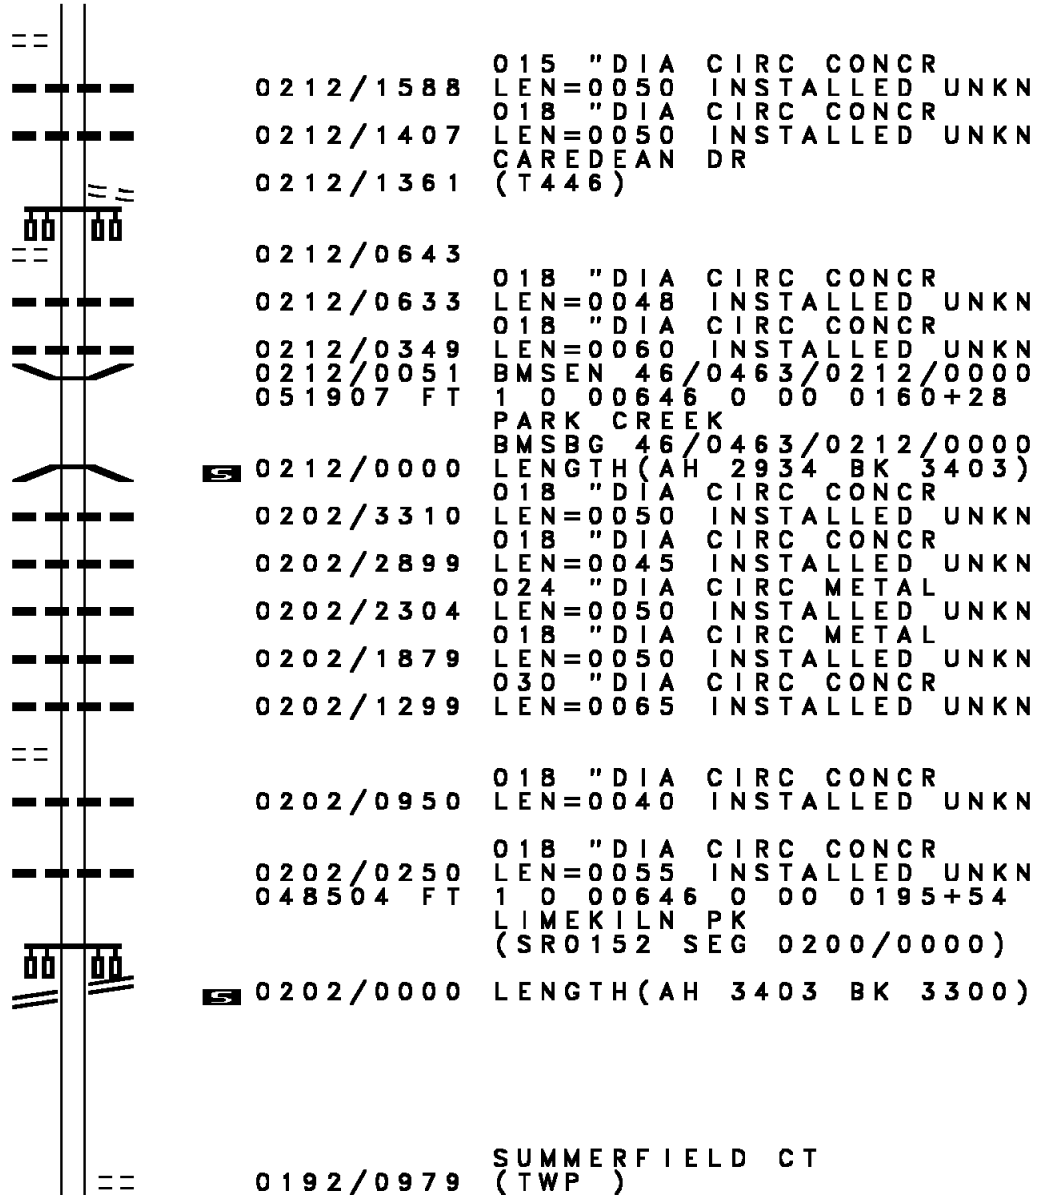 015 "DIA CIRC CONCR
0212/1588 LEN=0050 INSTALLED UNKN
018 "DIA CIRC CONCR
0212/1407 LEN=0050 INSTALLED UNKN
CAREDEAN DR
0212/1361 (T446)
0212/0643
018 "DIA CIRC CONCR
0212/0633 LEN=0048 INSTALLED UNKN
018 "DIA CIRC CONCR
0212/0349 LEN=0060 INSTALLED UNKN
0212/0051 BMSEN 46/0463/0212/0000
051907 FT 1 0 00646 0 00 0160+28
PARK CREEK
BMSBG 46/0463/0212/0000
S 0212/0000 LENGTH(AH 2934 BK 3403)
018 "DIA CIRC CONCR
0202/3310 LEN=0050 INSTALLED UNKN
018 "DIA CIRC CONCR
0202/2899 LEN=0045 INSTALLED UNKN
024 "DIA CIRC METAL
0202/2304 LEN=0050 INSTALLED UNKN
018 "DIA CIRC METAL
0202/1879 LEN=0050 INSTALLED UNKN
030 "DIA CIRC CONCR
0202/1299 LEN=0065 INSTALLED UNKN
018 "DIA CIRC CONCR
0202/0950 LEN=0040 INSTALLED UNKN
018 "DIA CIRC CONCR
0202/0250 LEN=0055 INSTALLED UNKN
048504 FT 1 0 00646 0 00 0195+54
LIMEKILN PK
(SR0152 SEG 0200/0000)
S 0202/0000 LENGTH(AH 3403 BK 3300)
SUMMERFIELD CT
0192/0979 (TWP )